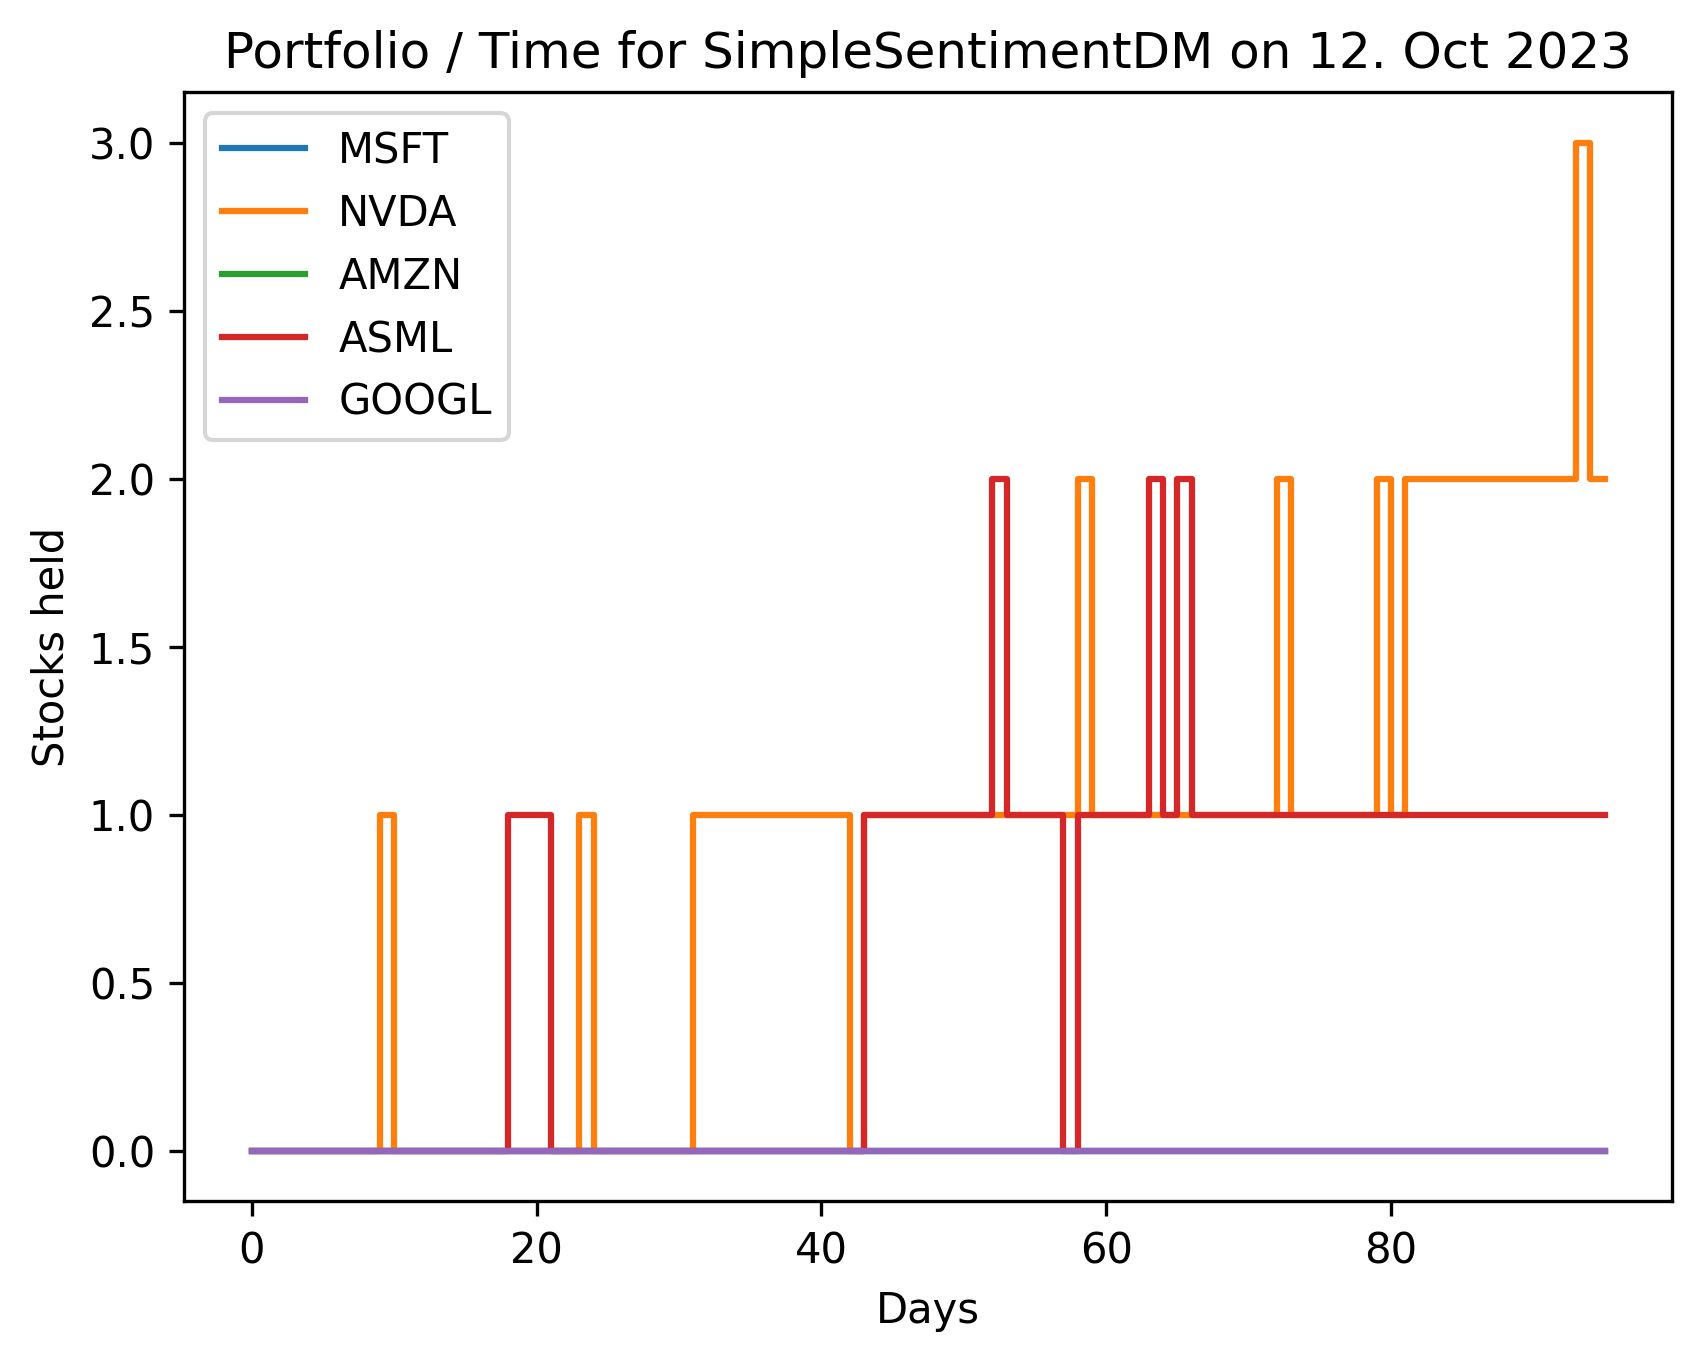 Portfolio / Time for SimpleSentimentDM on 12. Oct 2023
MSFT
NVDA
AMZN
ASML
GOOGL
3.0
2.5
2.0
1.5
1.0
0.5
0.0
Stocks held
0 20 40 60 80
Days